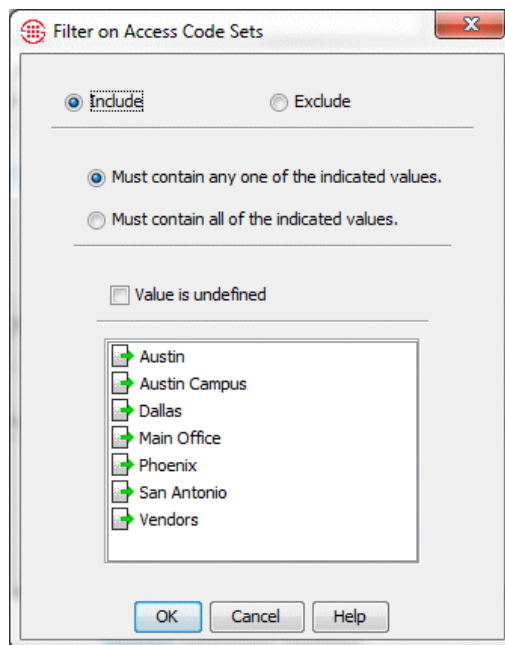 Filter on Access Code Sets
Include Exclude
Must contain any one of the indicated values.
Must contain all of the indicated values.
Value is undefined
Austin
Austin Campus
Dallas
Main Office
Phoenix
San Antonio
Vendors
OK Cancel Help